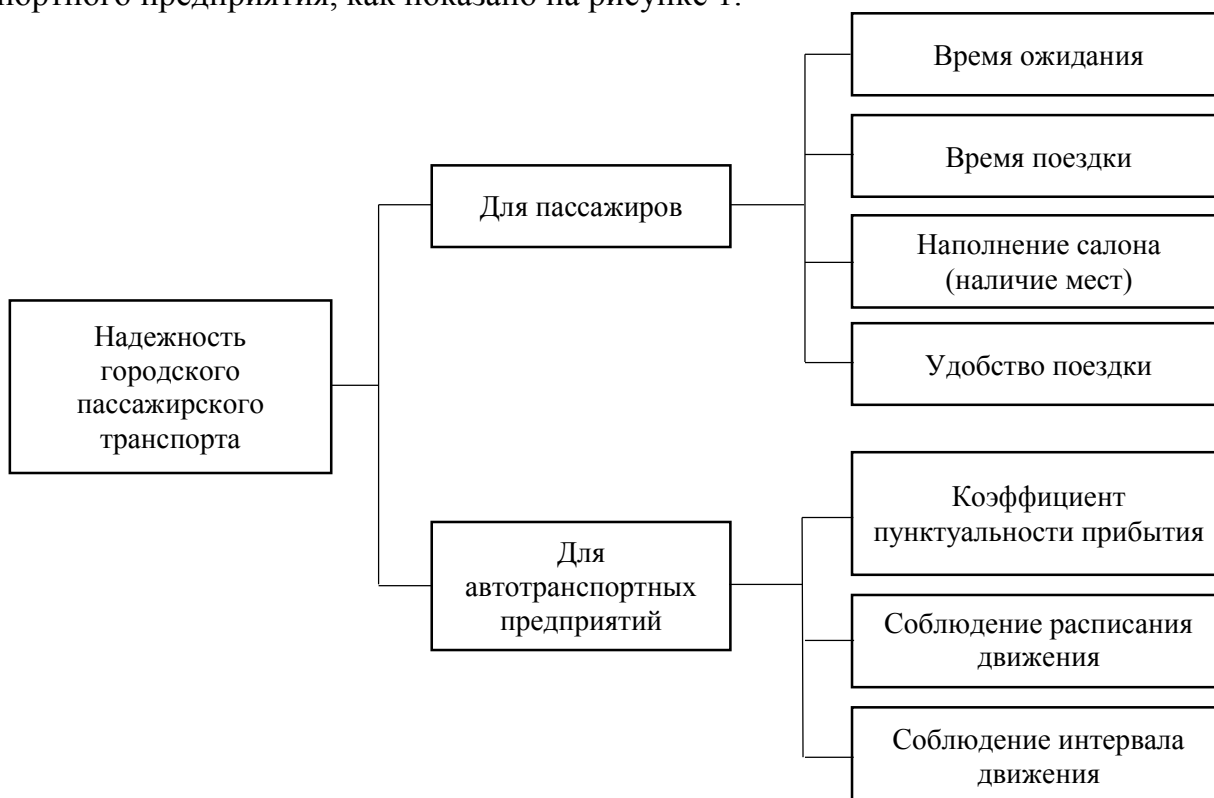 портного предприятия, как показано на рисунке 1.
Время ожидания
Время поездки
Для пассажиров
Наполнение салона
(наличие мест)
Надежность
городского
пассажирского
транспорта
Удобство поездки
Коэффициент
пунктуальности прибытия
Для
автотранспортных
предприятий
Соблюдение расписания
движения
Соблюдение интервала
движения